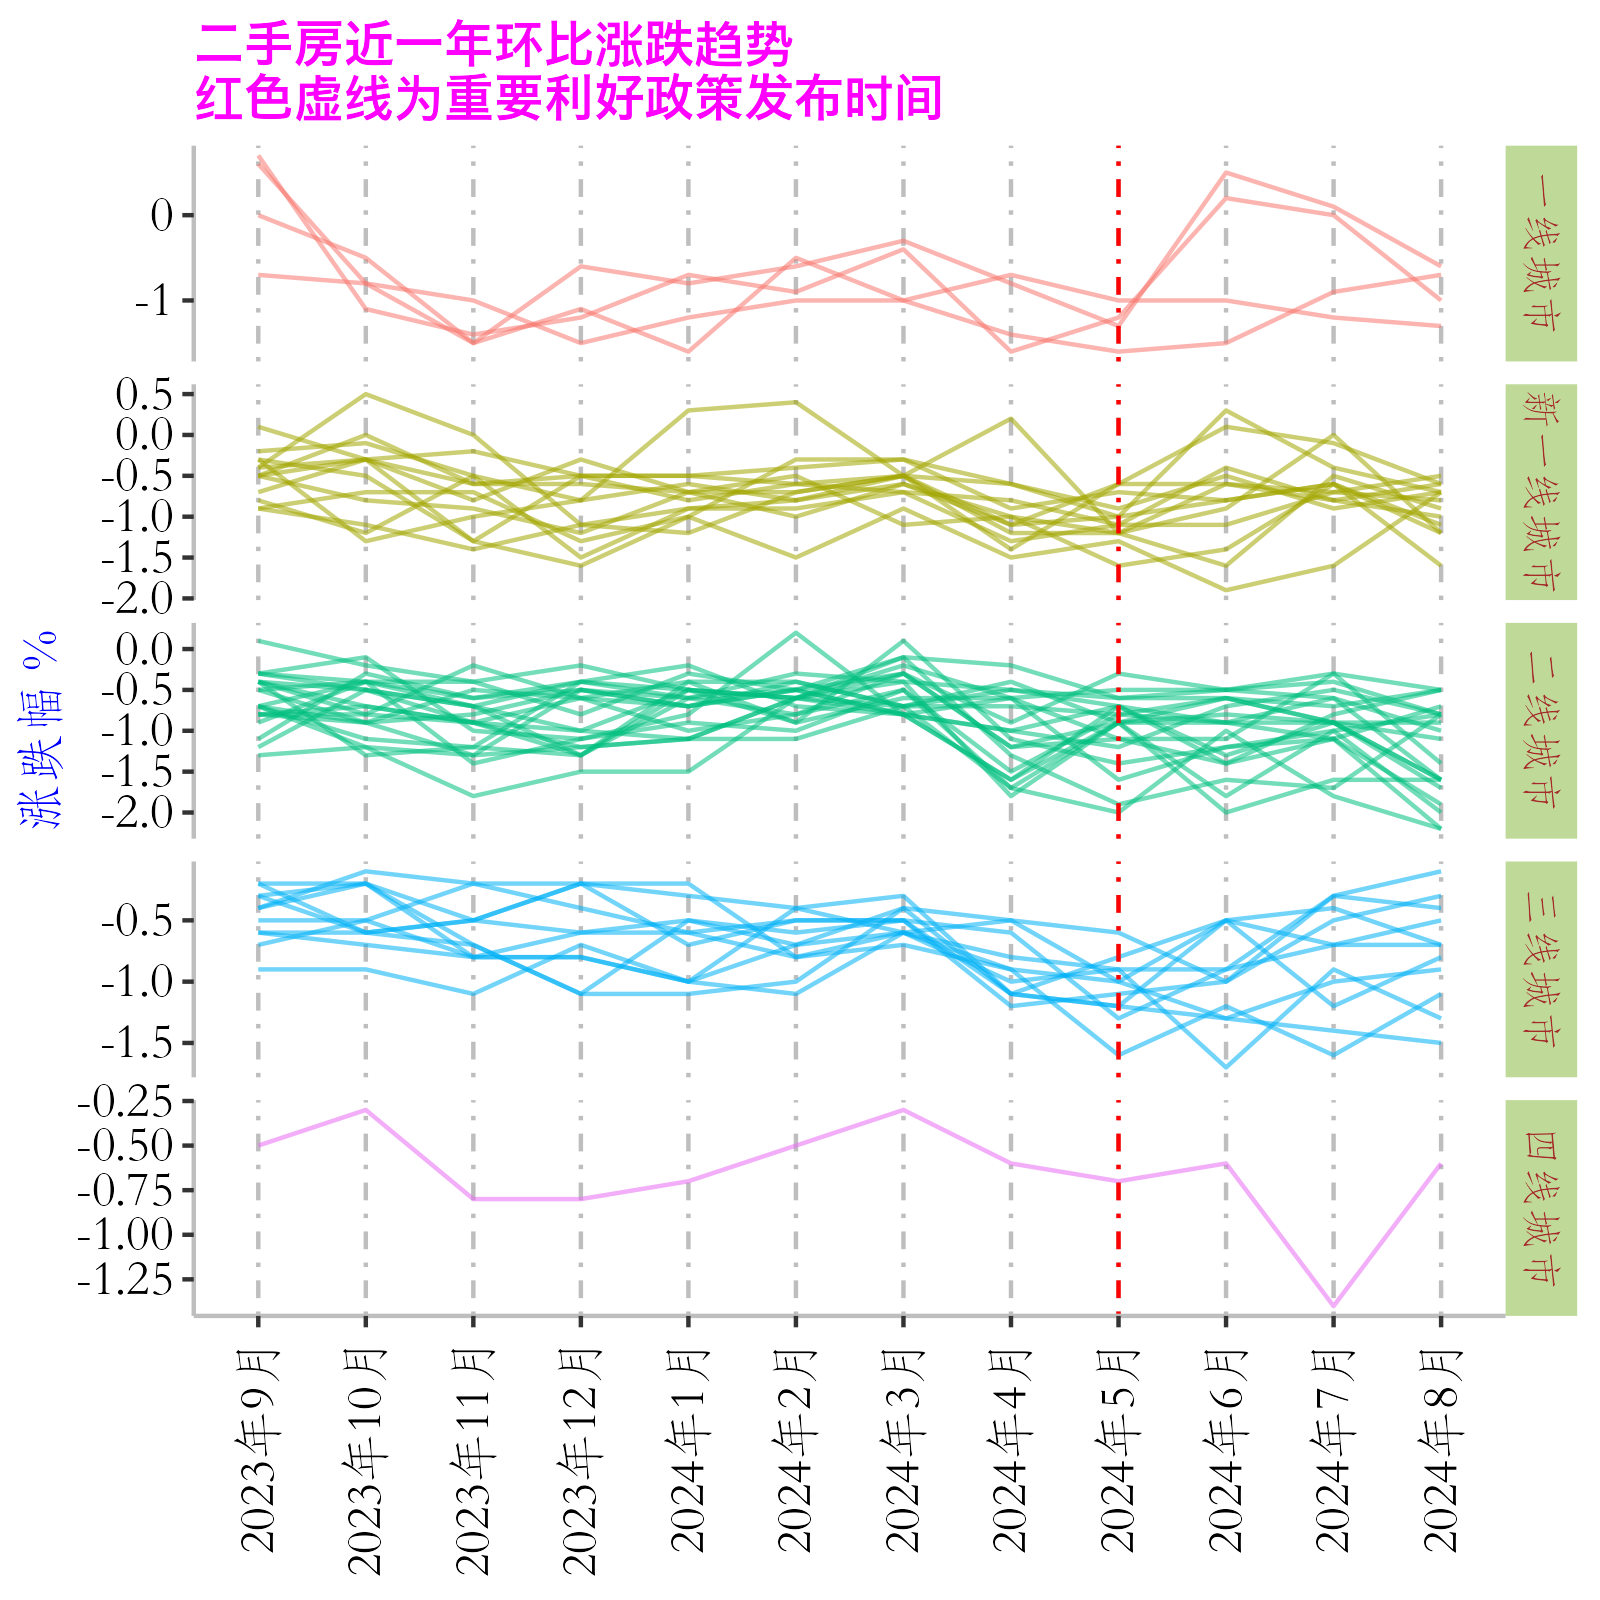 二手房近一年环比涨跌趋势
红色虚线为重要利好政策发布时间
涨跌幅 %
0
-1
一线城市
0.5
0.0
-0.5
-1.0
-1.5
-2.0
新一线城市
0.0
-0.5
-1.0
-1.5
-2.0
二线城市
-0.5
-1.0
-1.5
三线城市
-0.25
-0.50
-0.75
-1.00
-1.25
四线城市
2023年9月
2023年10月
2023年11月
2023年12月
2024年1月
2024年2月
2024年3月
2024年4月
2024年5月
2024年6月
2024年7月
2024年8月